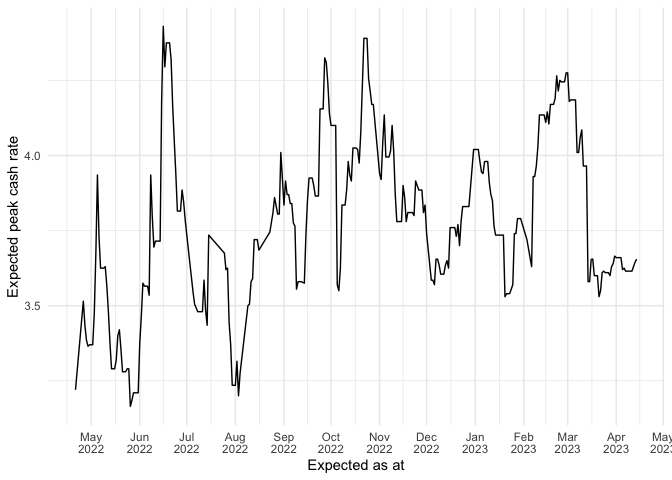 Expected peak cash rate
4.0
3.5
May Jun Jul Aug Sep Oct Nov Dec Jan Feb Mar Apr May
2022 2022 2022 2022 2022 2022 2022 2022 2023 2023 2023 2023 2023
Expected as at